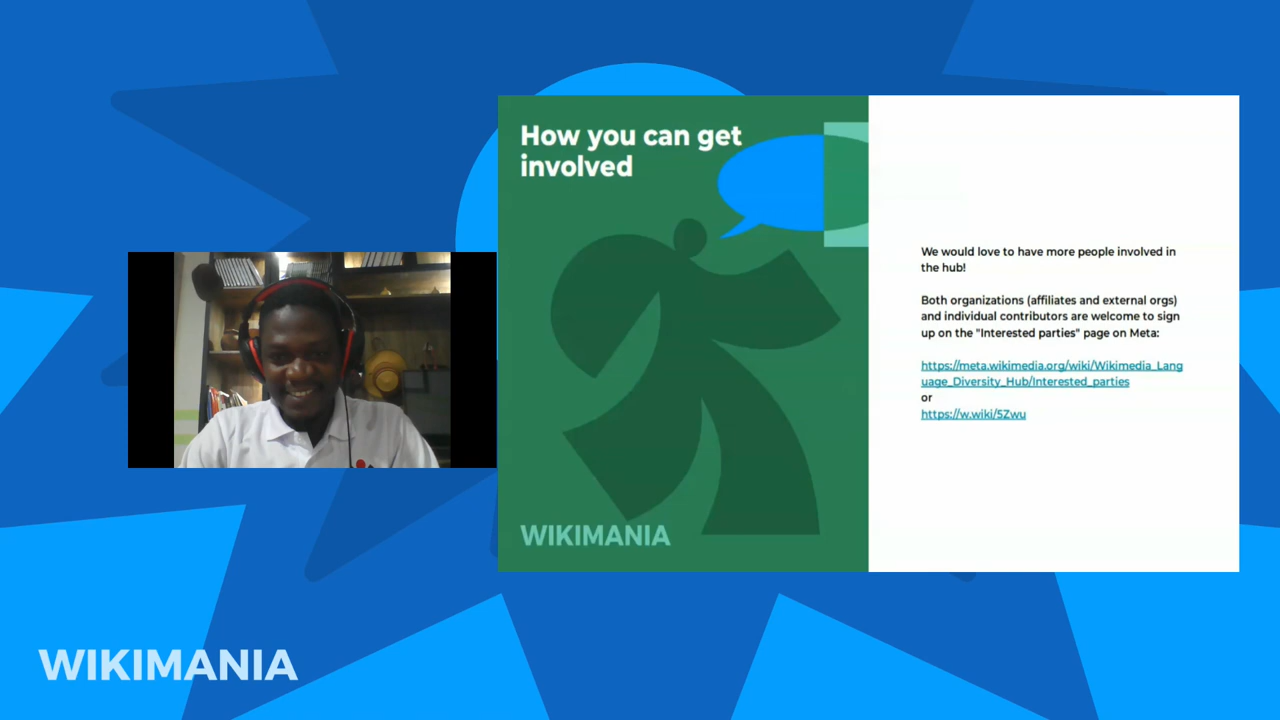 How you can get
involved
We would love to have more people involved in
the hub!
Both organizations (affiliates and external orgs)
and individual contributors are welcome to sign
up on the "Interested parties" page on Meta:
https://meta.wikimedia.org/wiki/Wikimedia_Lang
uage_Diversity_Hub/Interested_parties
or
https://w.wiki/5Zwu
WIKIMANIA
WIKIMANIA